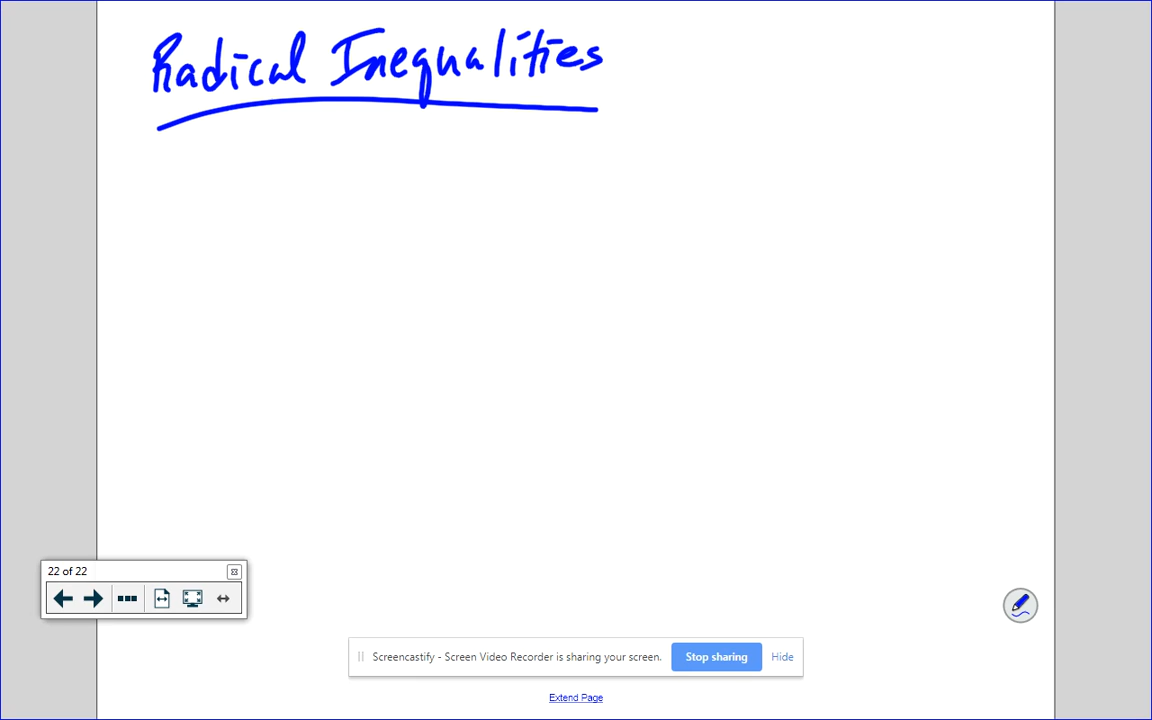 Radical Inequalities
22 of 22
Screencastify - Screen Video Recorder is sharing your screen. Stop sharing Hide
Extend Page